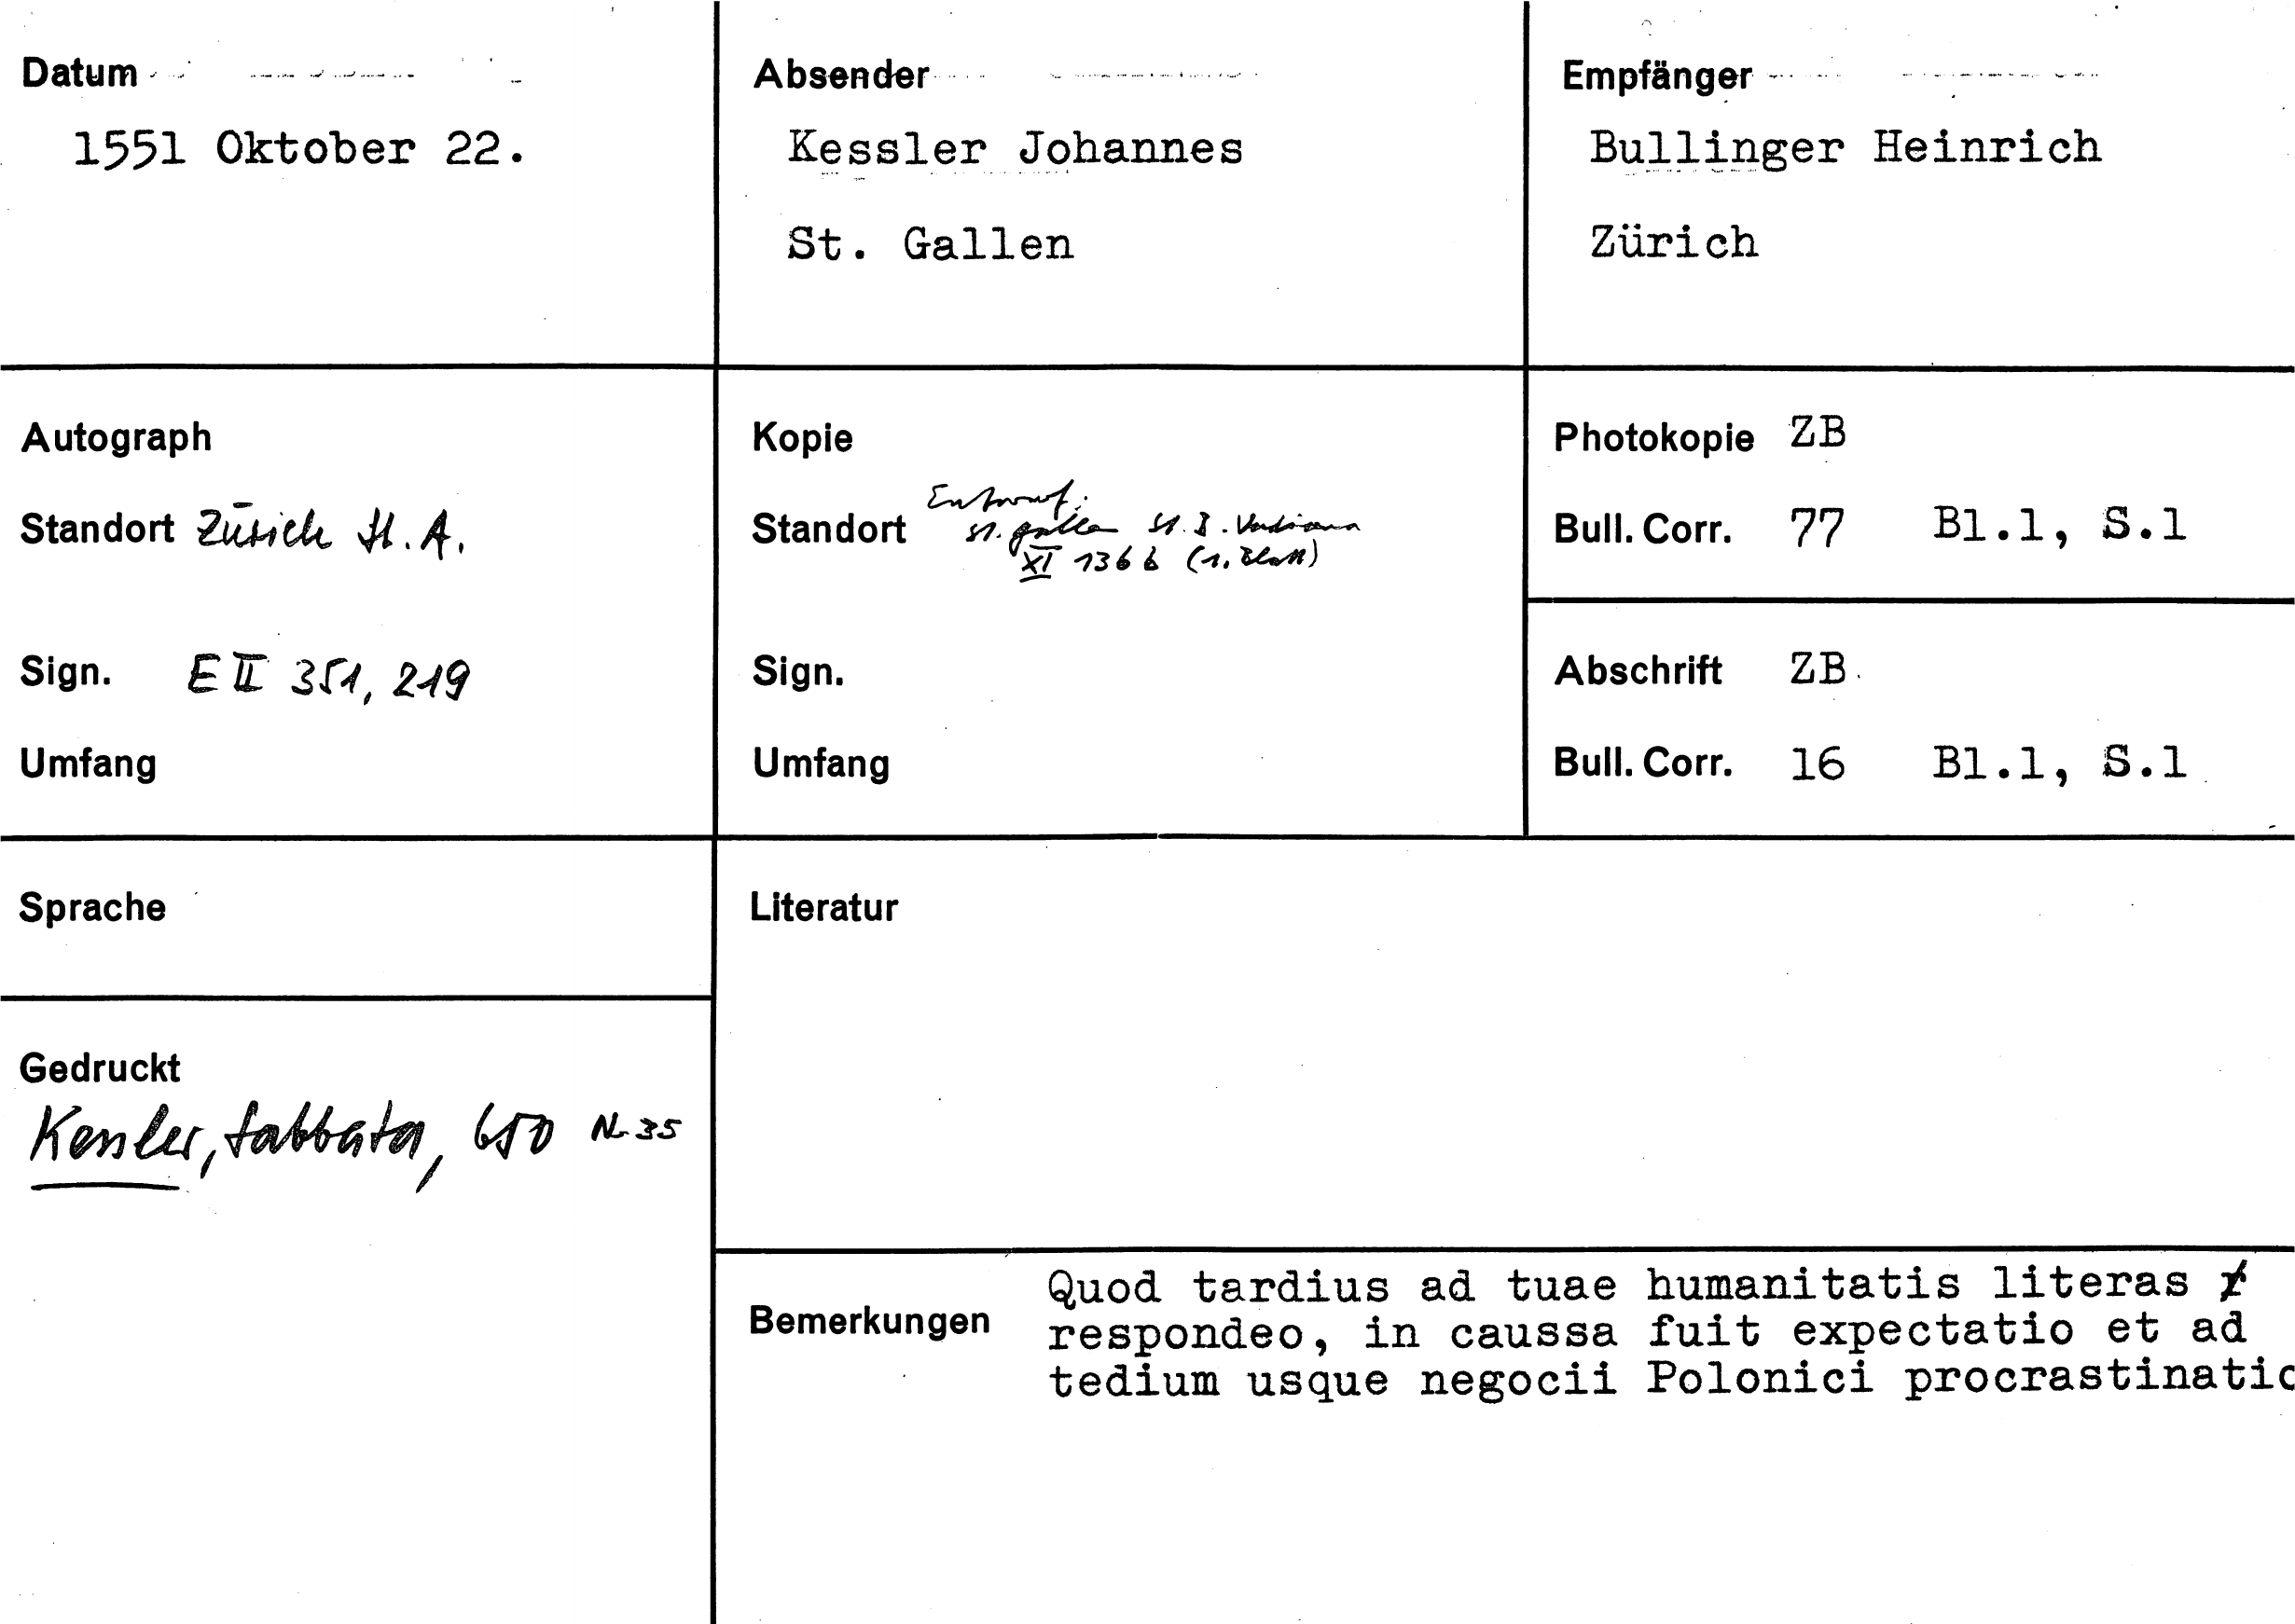 Datum
1551 Oktober 22.
Absender
Kessler Johannes
St. Gallen
Empfänger
Bullinger Heinrich
Zürich
Autograph
Standort Zürich St. A.
Sign. E II 351, 219
Umfang
Kopie
Entwurf:
Standort St. Gallen St. B. Vadiana
XI 136 b (1. Blatt)
Sign.
Umfang
Photokopie ZB
Bull. Corr. 77 Bl.1, S.1
Abschrift ZB
Bull. Corr. 16 Bl.1, S.1
Sprache
Gedruckt
Kessler, Sabbata, 650 Nr. 35
Literatur
Bemerkungen
Quod tardius ad tuae humanitatis literas
respondeo, in caussa fuit expectatio et ad
tedium usque negocii Polonici procrastinatio